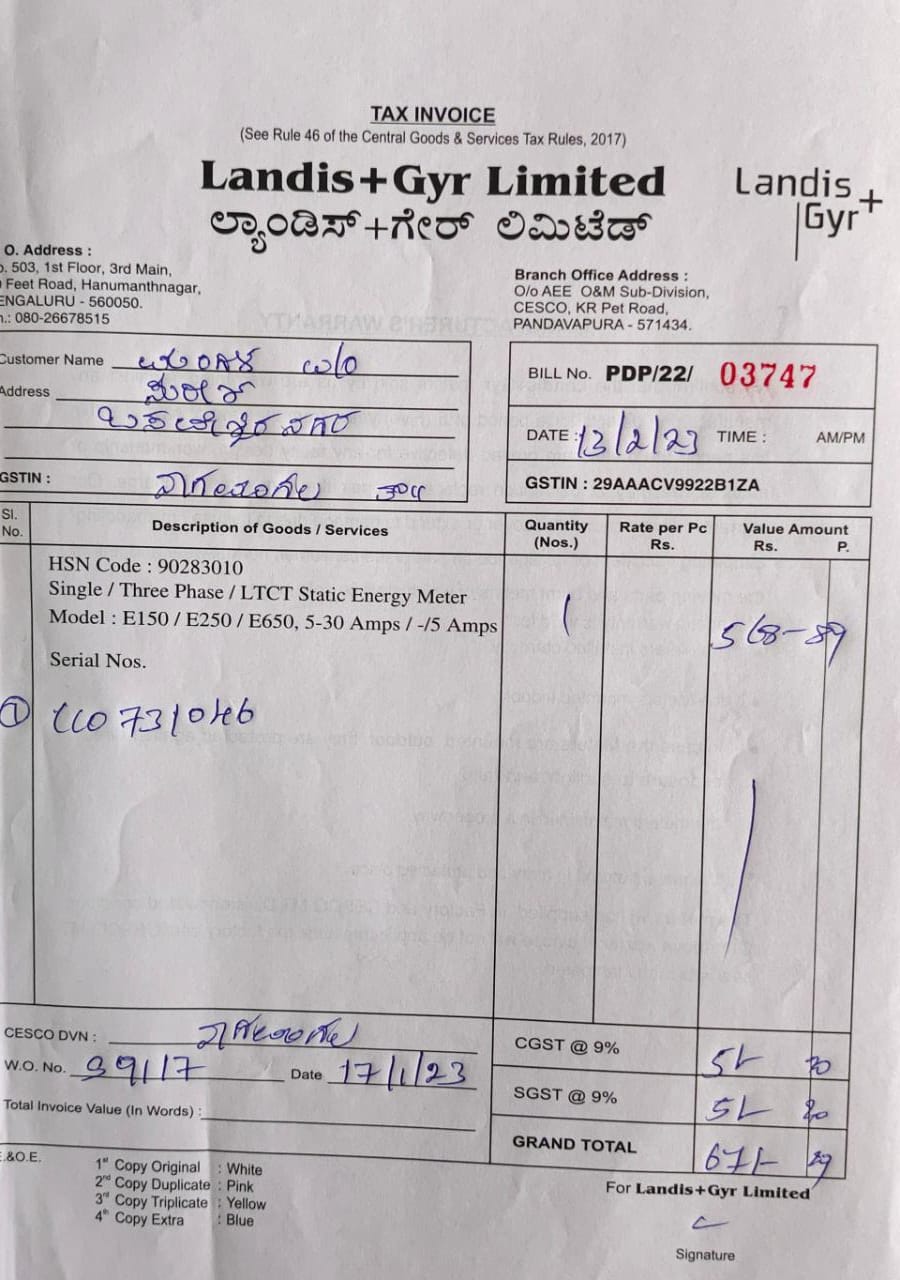 TAX INVOICE
(See Rule 46 of the Central Goods & Services Tax Rules, 2017)
Landis+Gyr Limited
ಲ್ಯಾಂಡಿಸ್+ಗೇರ್ ಲಿಮಿಟೆಡ್
Landis+
Gyr
O. Address :
503, 1st Floor, 3rd Main,
Feet Road, Hanumanthnagar,
ENGALURU - 560050.
080-26678515
Branch Office Address :
O/o AEE O&M Sub-Division,
CESCO, KR Pet Road,
PANDAVAPURA - 571434.
Customer Name
Address
GSTIN :
BILL No. PDP/22/ 03747
DATE : 13/2/23 TIME : AM/PM
GSTIN : 29AAACV9922B1ZA
Sl. No. Description of Goods / Services Quantity (Nos.) Rate per Pc Rs. Value Amount Rs. P.
HSN Code : 90283010
Single / Three Phase / LTCT Static Energy Meter
Model : E150 / E250 / E650, 5-30 Amps / -/5 Amps 1 568-89
Serial Nos.
1
CESCO DVN :
W.O. No. 39117 Date 17/1/23
Total Invoice Value (In Words) :
CGST @ 9%
SGST @ 9%
GRAND TOTAL 671- 29
E.&O.E.
1st Copy Original : White
2nd Copy Duplicate : Pink
3rd Copy Triplicate : Yellow
4th Copy Extra : Blue
For Landis+Gyr Limited
Signature